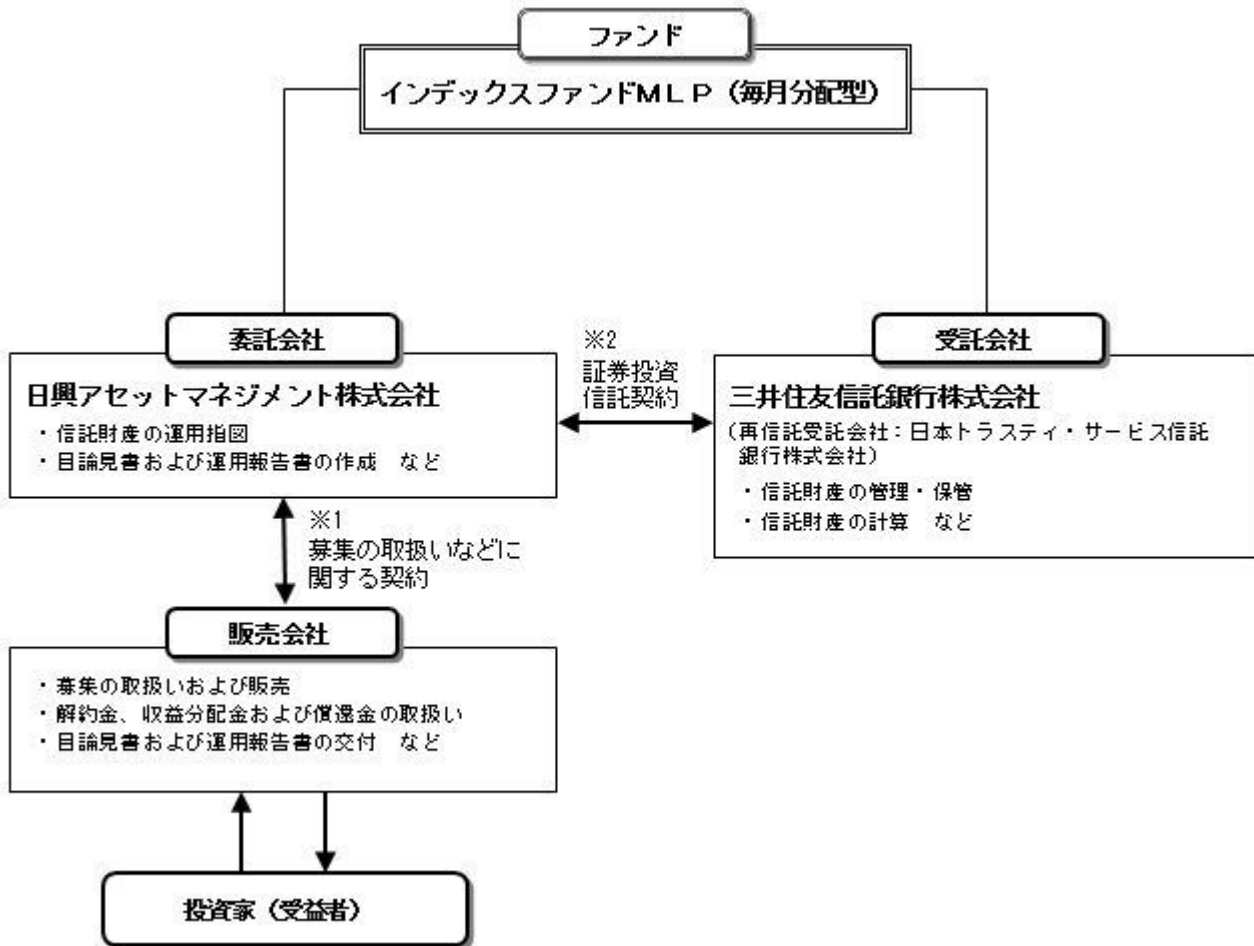 ファンド
インデックスファンドMLP（毎月分配型）
委託会社
日興アセットマネジメント株式会社
・信託財産の運用指図
・目論見書および運用報告書の作成　など
※2
証券投資
信託契約
受託会社
三井住友信託銀行株式会社
（再信託受託会社：日本トラスティ・サービス信託
銀行株式会社）
・信託財産の管理・保管
・信託財産の計算　など
※1
募集の取扱いなどに
関する契約
販売会社
・募集の取扱いおよび販売
・解約金、収益分配金および償還金の取扱い
・目論見書および運用報告書の交付　など
投資家（受益者）